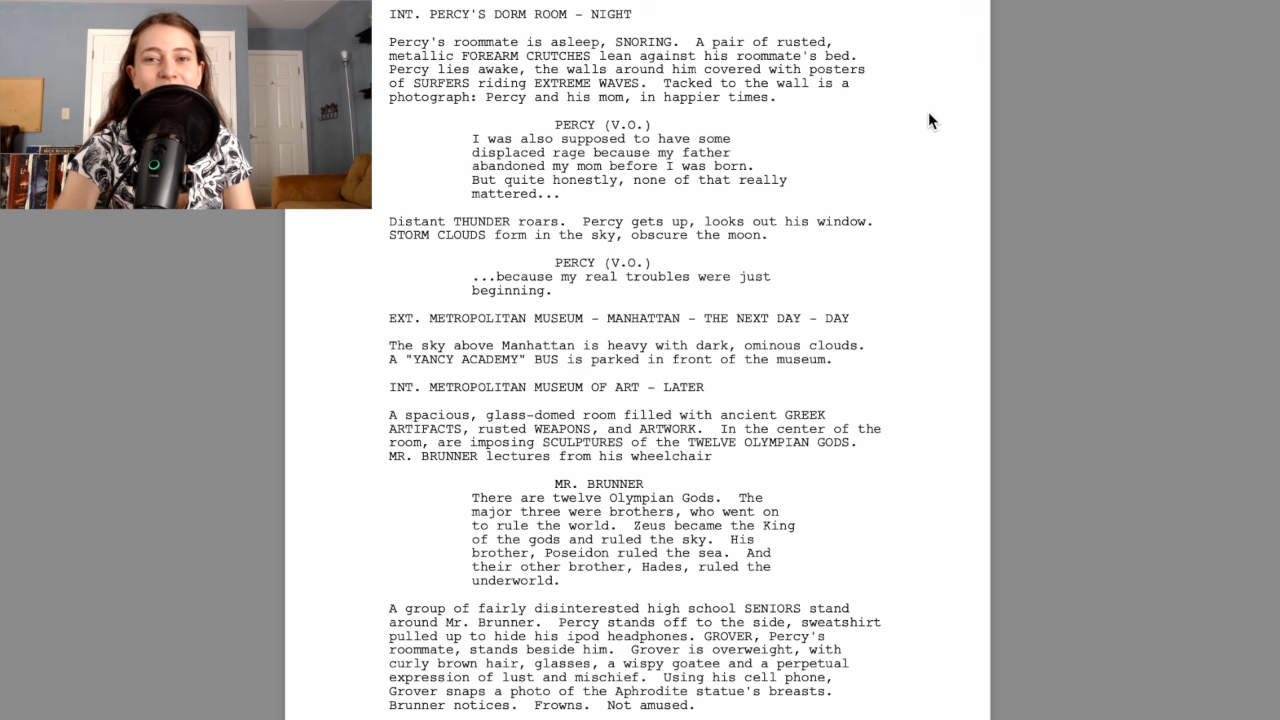 INT. PERCY'S DORM ROOM - NIGHT
Percy's roommate is asleep, SNORING. A pair of rusted,
metallic FOREARM CRUTCHES lean against his roommate's bed.
Percy lies awake, the walls around him covered with posters
of SURFERS riding EXTREME WAVES. Tacked to the wall is a
photograph: Percy and his mom, in happier times.
PERCY (V.O.)
I was also supposed to have some
displaced rage because my father
abandoned my mom before I was born.
But quite honestly, none of that really
mattered...
Distant THUNDER roars. Percy gets up, looks out his window.
STORM CLOUDS form in the sky, obscure the moon.
PERCY (V.O.)
...because my real troubles were just
beginning.
EXT. METROPOLITAN MUSEUM - MANHATTAN - THE NEXT DAY - DAY
The sky above Manhattan is heavy with dark, ominous clouds.
A "YANCY ACADEMY" BUS is parked in front of the museum.
INT. METROPOLITAN MUSEUM OF ART - LATER
A spacious, glass-domed room filled with ancient GREEK
ARTIFACTS, rusted WEAPONS, and ARTWORK. In the center of the
room, are imposing SCULPTURES of the TWELVE OLYMPIAN GODS.
MR. BRUNNER lectures from his wheelchair
MR. BRUNNER
There are twelve Olympian Gods. The
major three were brothers, who went on
to rule the world. Zeus became the King
of the gods and ruled the sky. His
brother, Poseidon ruled the sea. And
their other brother, Hades, ruled the
underworld.
A group of fairly disinterested high school SENIORS stand
around Mr. Brunner. Percy stands off to the side, sweatshirt
pulled up to hide his ipod headphones. GROVER, Percy's
roommate, stands beside him. Grover is overweight, with
curly brown hair, glasses, a wispy goatee and a perpetual
expression of lust and mischief. Using his cell phone,
Grover snaps a photo of the Aphrodite statue's breasts.
Brunner notices. Frowns. Not amused.